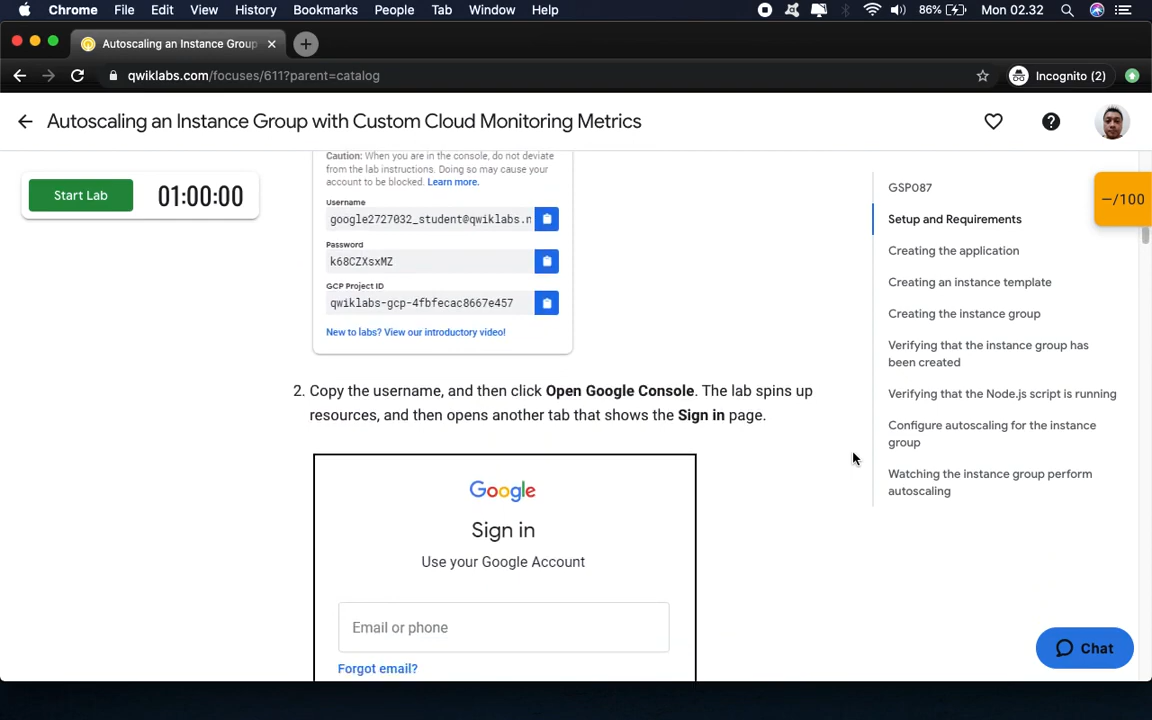 Chrome File Edit View History Bookmarks People Tab Window Help 86% Mon 02.32
Autoscaling an Instance Group
qwiklabs.com/focuses/611?parent=catalog Incognito (2)
Autoscaling an Instance Group with Custom Cloud Monitoring Metrics
Start Lab 01:00:00
Caution: When you are in the console, do not deviate
from the lab instructions. Doing so may cause your
account to be blocked. Learn more.
Username
google2727032_student@qwiklabs.n
Password
k68CZXsxMZ
GCP Project ID
qwiklabs-gcp-4fbfecac8667e457
New to labs? View our introductory video!
2. Copy the username, and then click Open Google Console. The lab spins up
resources, and then opens another tab that shows the Sign in page.
Google
Sign in
Use your Google Account
Email or phone
Forgot email?
GSP087
Setup and Requirements
Creating the application
Creating an instance template
Creating the instance group
Verifying that the instance group has
been created
Verifying that the Node.js script is running
Configure autoscaling for the instance
group
Watching the instance group perform
autoscaling
—/100
Chat